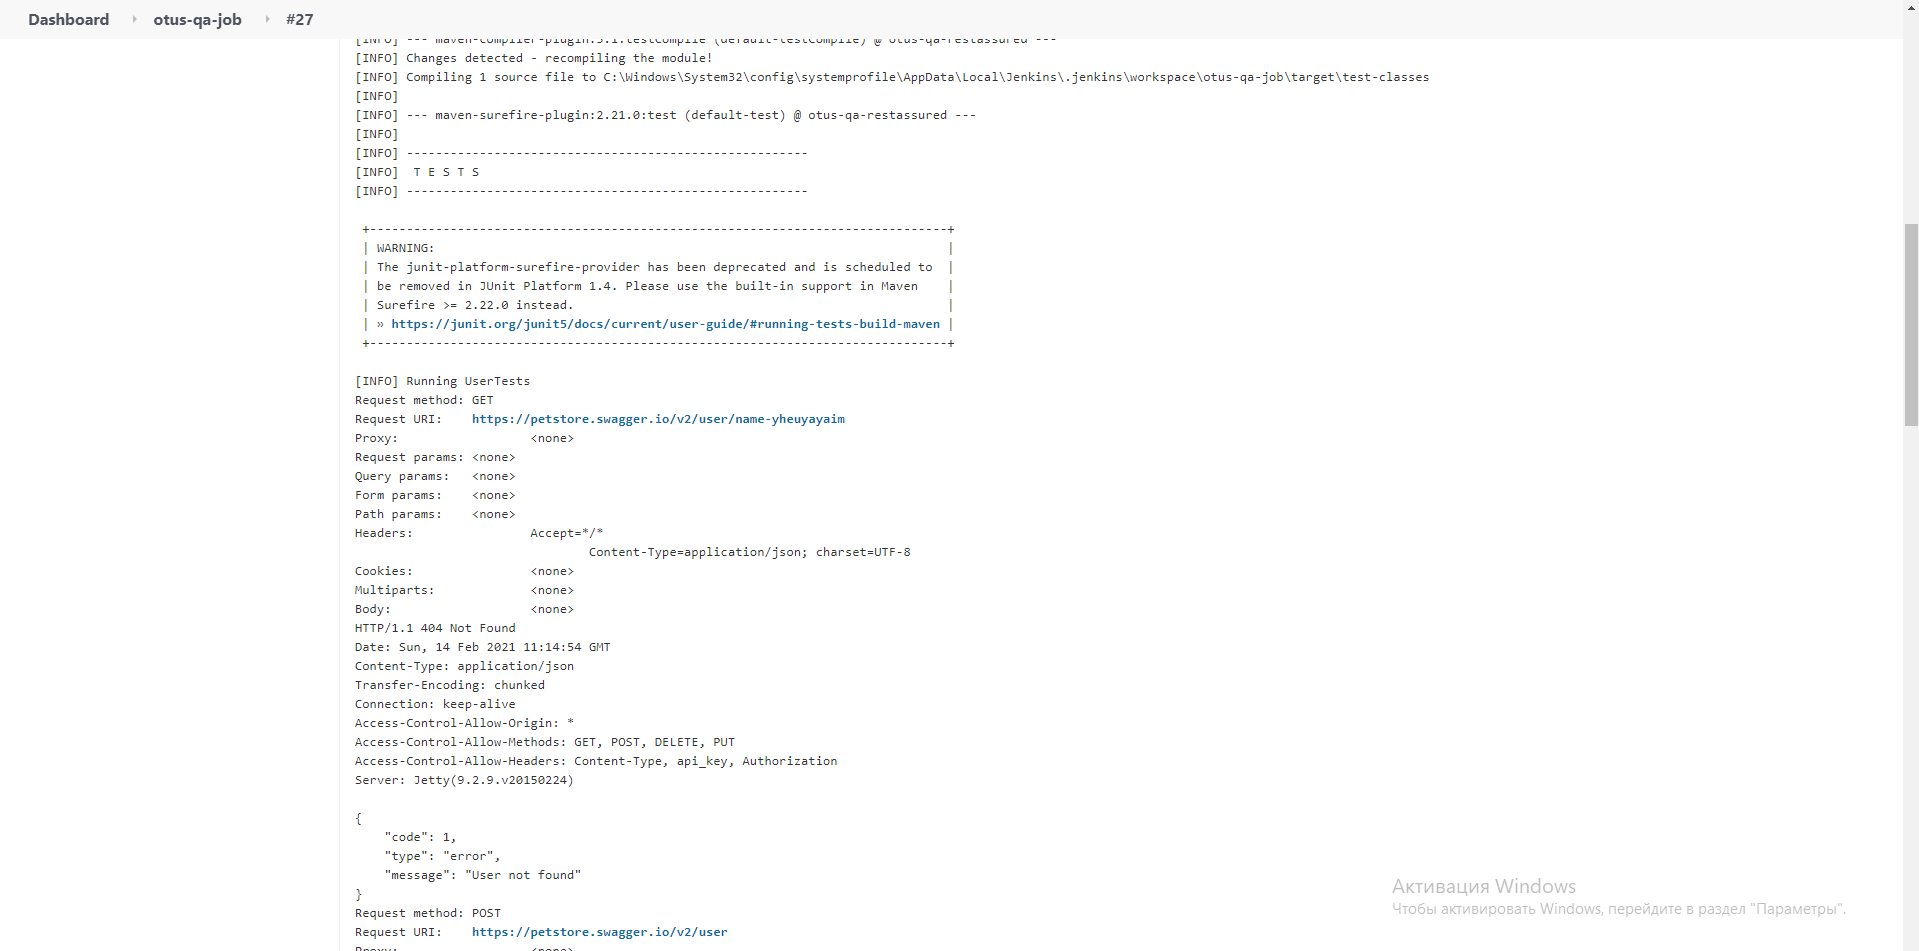 Dashboard otus-qa-job #27
[INFO] --- maven-compiler-plugin:3.1:testCompile (default-testCompile) @ otus-qa-restassured ---
[INFO] Changes detected - recompiling the module!
[INFO] Compiling 1 source file to C:\Windows\System32\config\systemprofile\AppData\Local\Jenkins\.jenkins\workspace\otus-qa-job\target\test-classes
[INFO]
[INFO] --- maven-surefire-plugin:2.21.0:test (default-test) @ otus-qa-restassured ---
[INFO]
[INFO] -------------------------------------------------------
[INFO]  T E S T S
[INFO] -------------------------------------------------------
+-------------------------------------------------------------------------------+
| WARNING: |
| The junit-platform-surefire-provider has been deprecated and is scheduled to |
| be removed in JUnit Platform 1.4. Please use the built-in support in Maven |
| Surefire >= 2.22.0 instead. |
| » https://junit.org/junit5/docs/current/user-guide/#running-tests-build-maven |
+-------------------------------------------------------------------------------+
[INFO] Running UserTests
Request method: GET
Request URI: https://petstore.swagger.io/v2/user/name-yheuyayaim
Proxy: <none>
Request params: <none>
Query params: <none>
Form params: <none>
Path params: <none>
Headers: Accept=*/*
Content-Type=application/json; charset=UTF-8
Cookies: <none>
Multiparts: <none>
Body: <none>
HTTP/1.1 404 Not Found
Date: Sun, 14 Feb 2021 11:14:54 GMT
Content-Type: application/json
Transfer-Encoding: chunked
Connection: keep-alive
Access-Control-Allow-Origin: *
Access-Control-Allow-Methods: GET, POST, DELETE, PUT
Access-Control-Allow-Headers: Content-Type, api_key, Authorization
Server: Jetty(9.2.9.v20150224)
{
"code": 1,
"type": "error",
"message": "User not found"
}
Request method: POST
Request URI: https://petstore.swagger.io/v2/user
Proxy: <none>
Активация Windows
Чтобы активировать Windows, перейдите в раздел "Параметры".